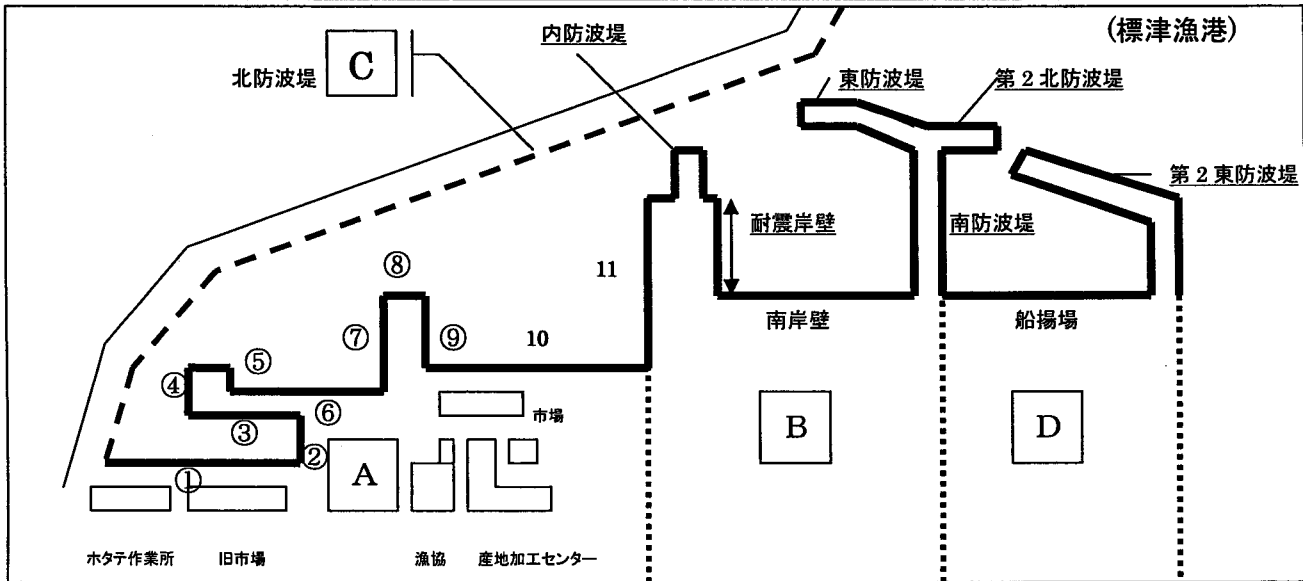 (標津漁港)
内防波堤
C
北防波堤
東防波堤
第2北防波堤
第2東防波堤
耐震岸壁
南防波堤
⑧
11
南岸壁
船揚場
⑦
⑨
10
⑤
④
⑥
市場
③
B
D
②
A
①
ホタテ作業所
旧市場
漁協
産地加工センター